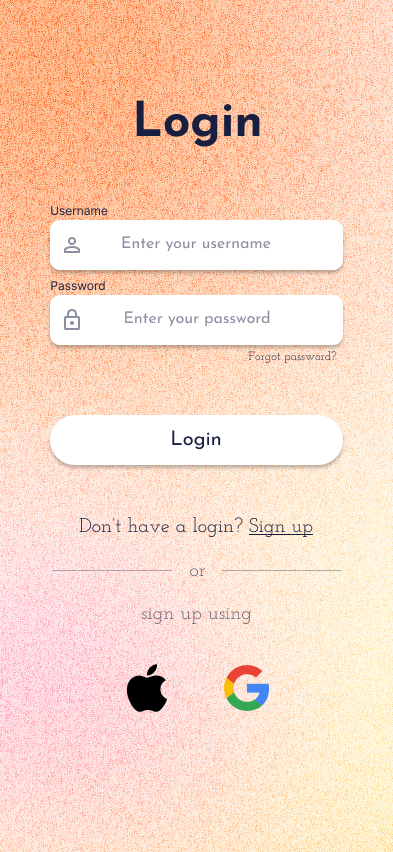 Login
Username
Enter your username
Password
Enter your password
Forgot password?
Login
Don't have a login? Sign up
or
sign up using